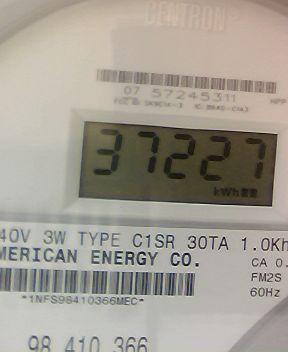 CENTRON®
07 57245311
37227
kWh
40V 3W TYPE C1SR 30TA 1.0Kh
MERICAN ENERGY CO.
CA 0.
FM2S
60Hz
*1NFS98410366MEC*
98 410 366